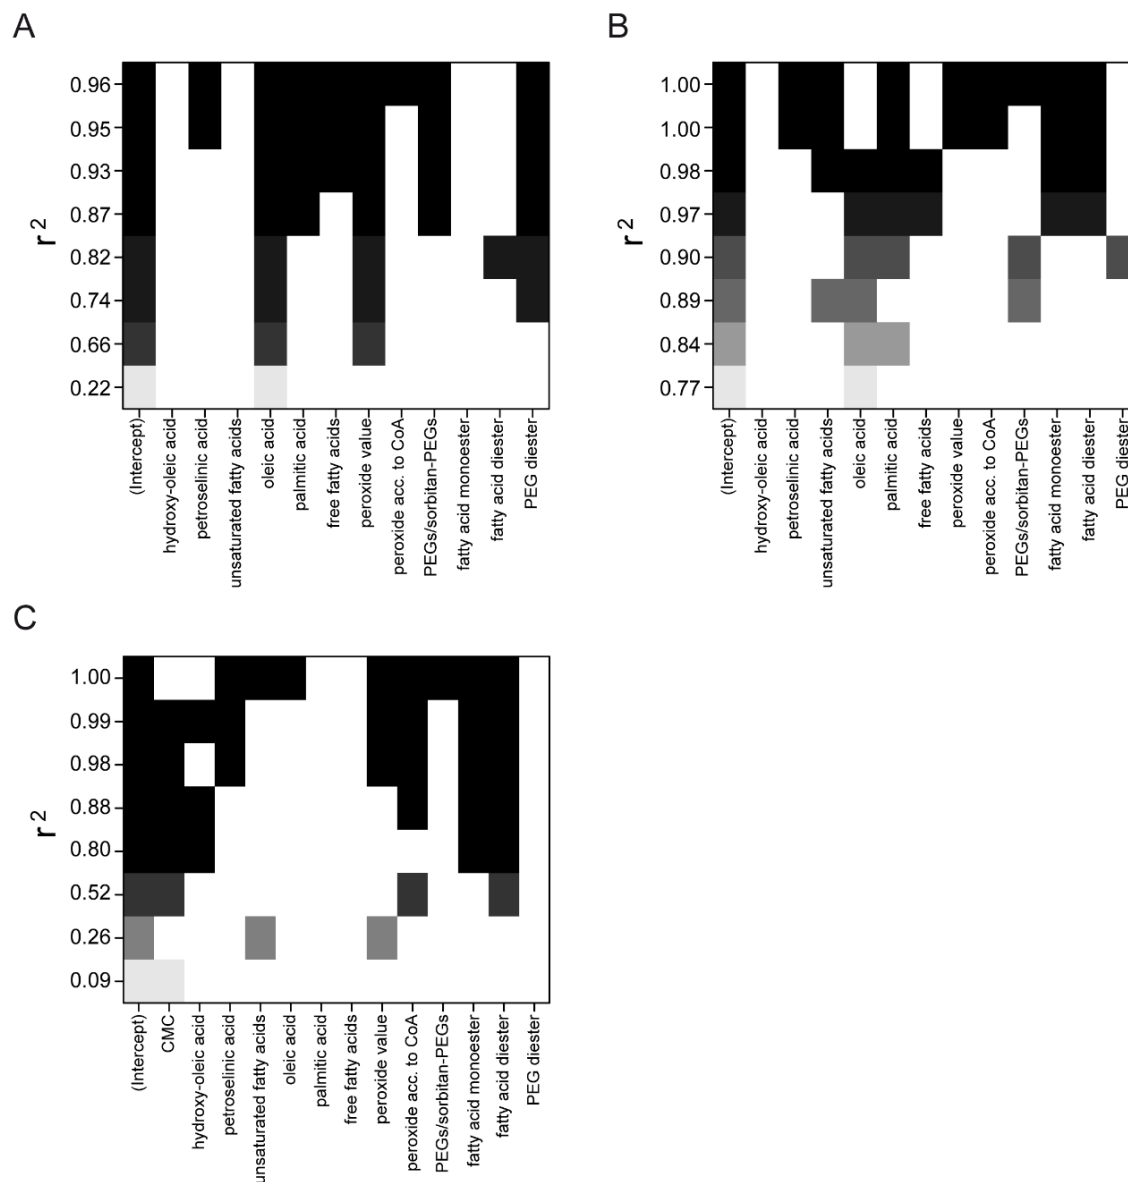 A
r²
0.96
0.95
0.93
0.87
0.82
0.74
0.66
0.22
(Intercept)
hydroxy-oleic acid
petroselinic acid
unsaturated fatty acids
oleic acid
palmitic acid
free fatty acids
peroxide value
peroxide acc. to CoA
PEGs/sorbitan-PEGs
fatty acid monoester
fatty acid diester
PEG diester
B
r²
1.00
1.00
0.98
0.97
0.90
0.89
0.84
0.77
(Intercept)
hydroxy-oleic acid
petroselinic acid
unsaturated fatty acids
oleic acid
palmitic acid
free fatty acids
peroxide value
peroxide acc. to CoA
PEGs/sorbitan-PEGs
fatty acid monoester
fatty acid diester
PEG diester
C
r²
1.00
0.99
0.98
0.88
0.80
0.52
0.26
0.09
(Intercept)
CMC
hydroxy-oleic acid
petroselinic acid
unsaturated fatty acids
oleic acid
palmitic acid
free fatty acids
peroxide value
peroxide acc. to CoA
PEGs/sorbitan-PEGs
fatty acid monoester
fatty acid diester
PEG diester